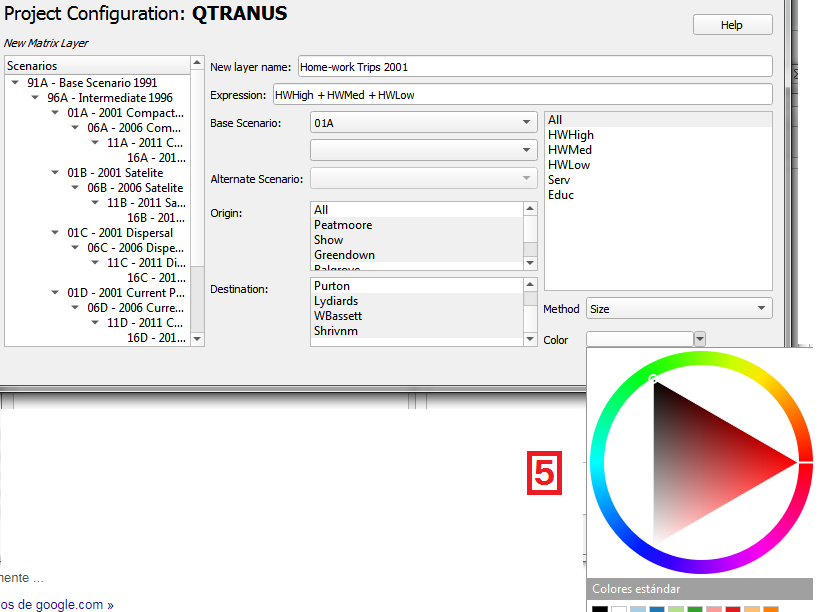 Project Configuration: QTRANUS
Help
New Matrix Layer
Scenarios
91A - Base Scenario 1991
96A - Intermediate 1996
01A - 2001 Compact...
06A - 2006 Com...
11A - 2011 C...
16A - 201...
01B - 2001 Satelite
06B - 2006 Satelite
11B - 2011 Sa...
16B - 201...
01C - 2001 Dispersal
06C - 2006 Dispe...
11C - 2011 Di...
16C - 201...
01D - 2001 Current P...
06D - 2006 Curre...
11D - 2011 C...
16D - 201...
New layer name: Home-work Trips 2001
Expression: HWHigh + HWMed + HWLow
Base Scenario: 01A
Alternate Scenario:
Origin:
All
Peatmoore
Show
Greendown
Destination:
Purton
Lydiards
WBassett
Shrivnm
All
HWHigh
HWMed
HWLow
Serv
Educ
Method Size
Color
5
Colores estándar
mente ...
os de google.com »